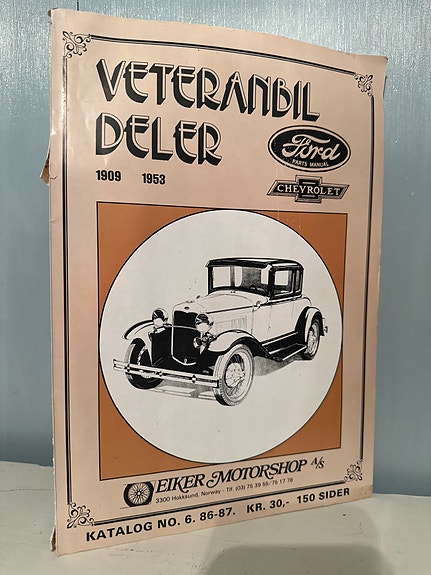 VETERANBIL
DELER
1909 1953
Ford
PARTS MANUAL
CHEVROLET
EIKER MOTORSHOP A/S
3300 Hokksund, Norway - Tlf. (03) 75 39 55/75 17 78
KATALOG NO. 6. 86-87. KR. 30,- 150 SIDER